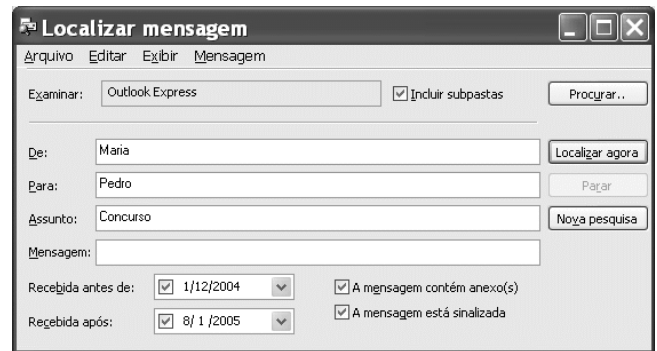 Localizar mensagem
Arquivo Editar Exibir Mensagem
Examinar: Outlook Express Incluir subpastas Procurar..
De: Maria Localizar agora
Para: Pedro Parar
Assunto: Concurso Nova pesquisa
Mensagem:
Recebida antes de: 1/12/2004 A mensagem contém anexo(s)
Recebida após: 8/ 1 /2005 A mensagem está sinalizada